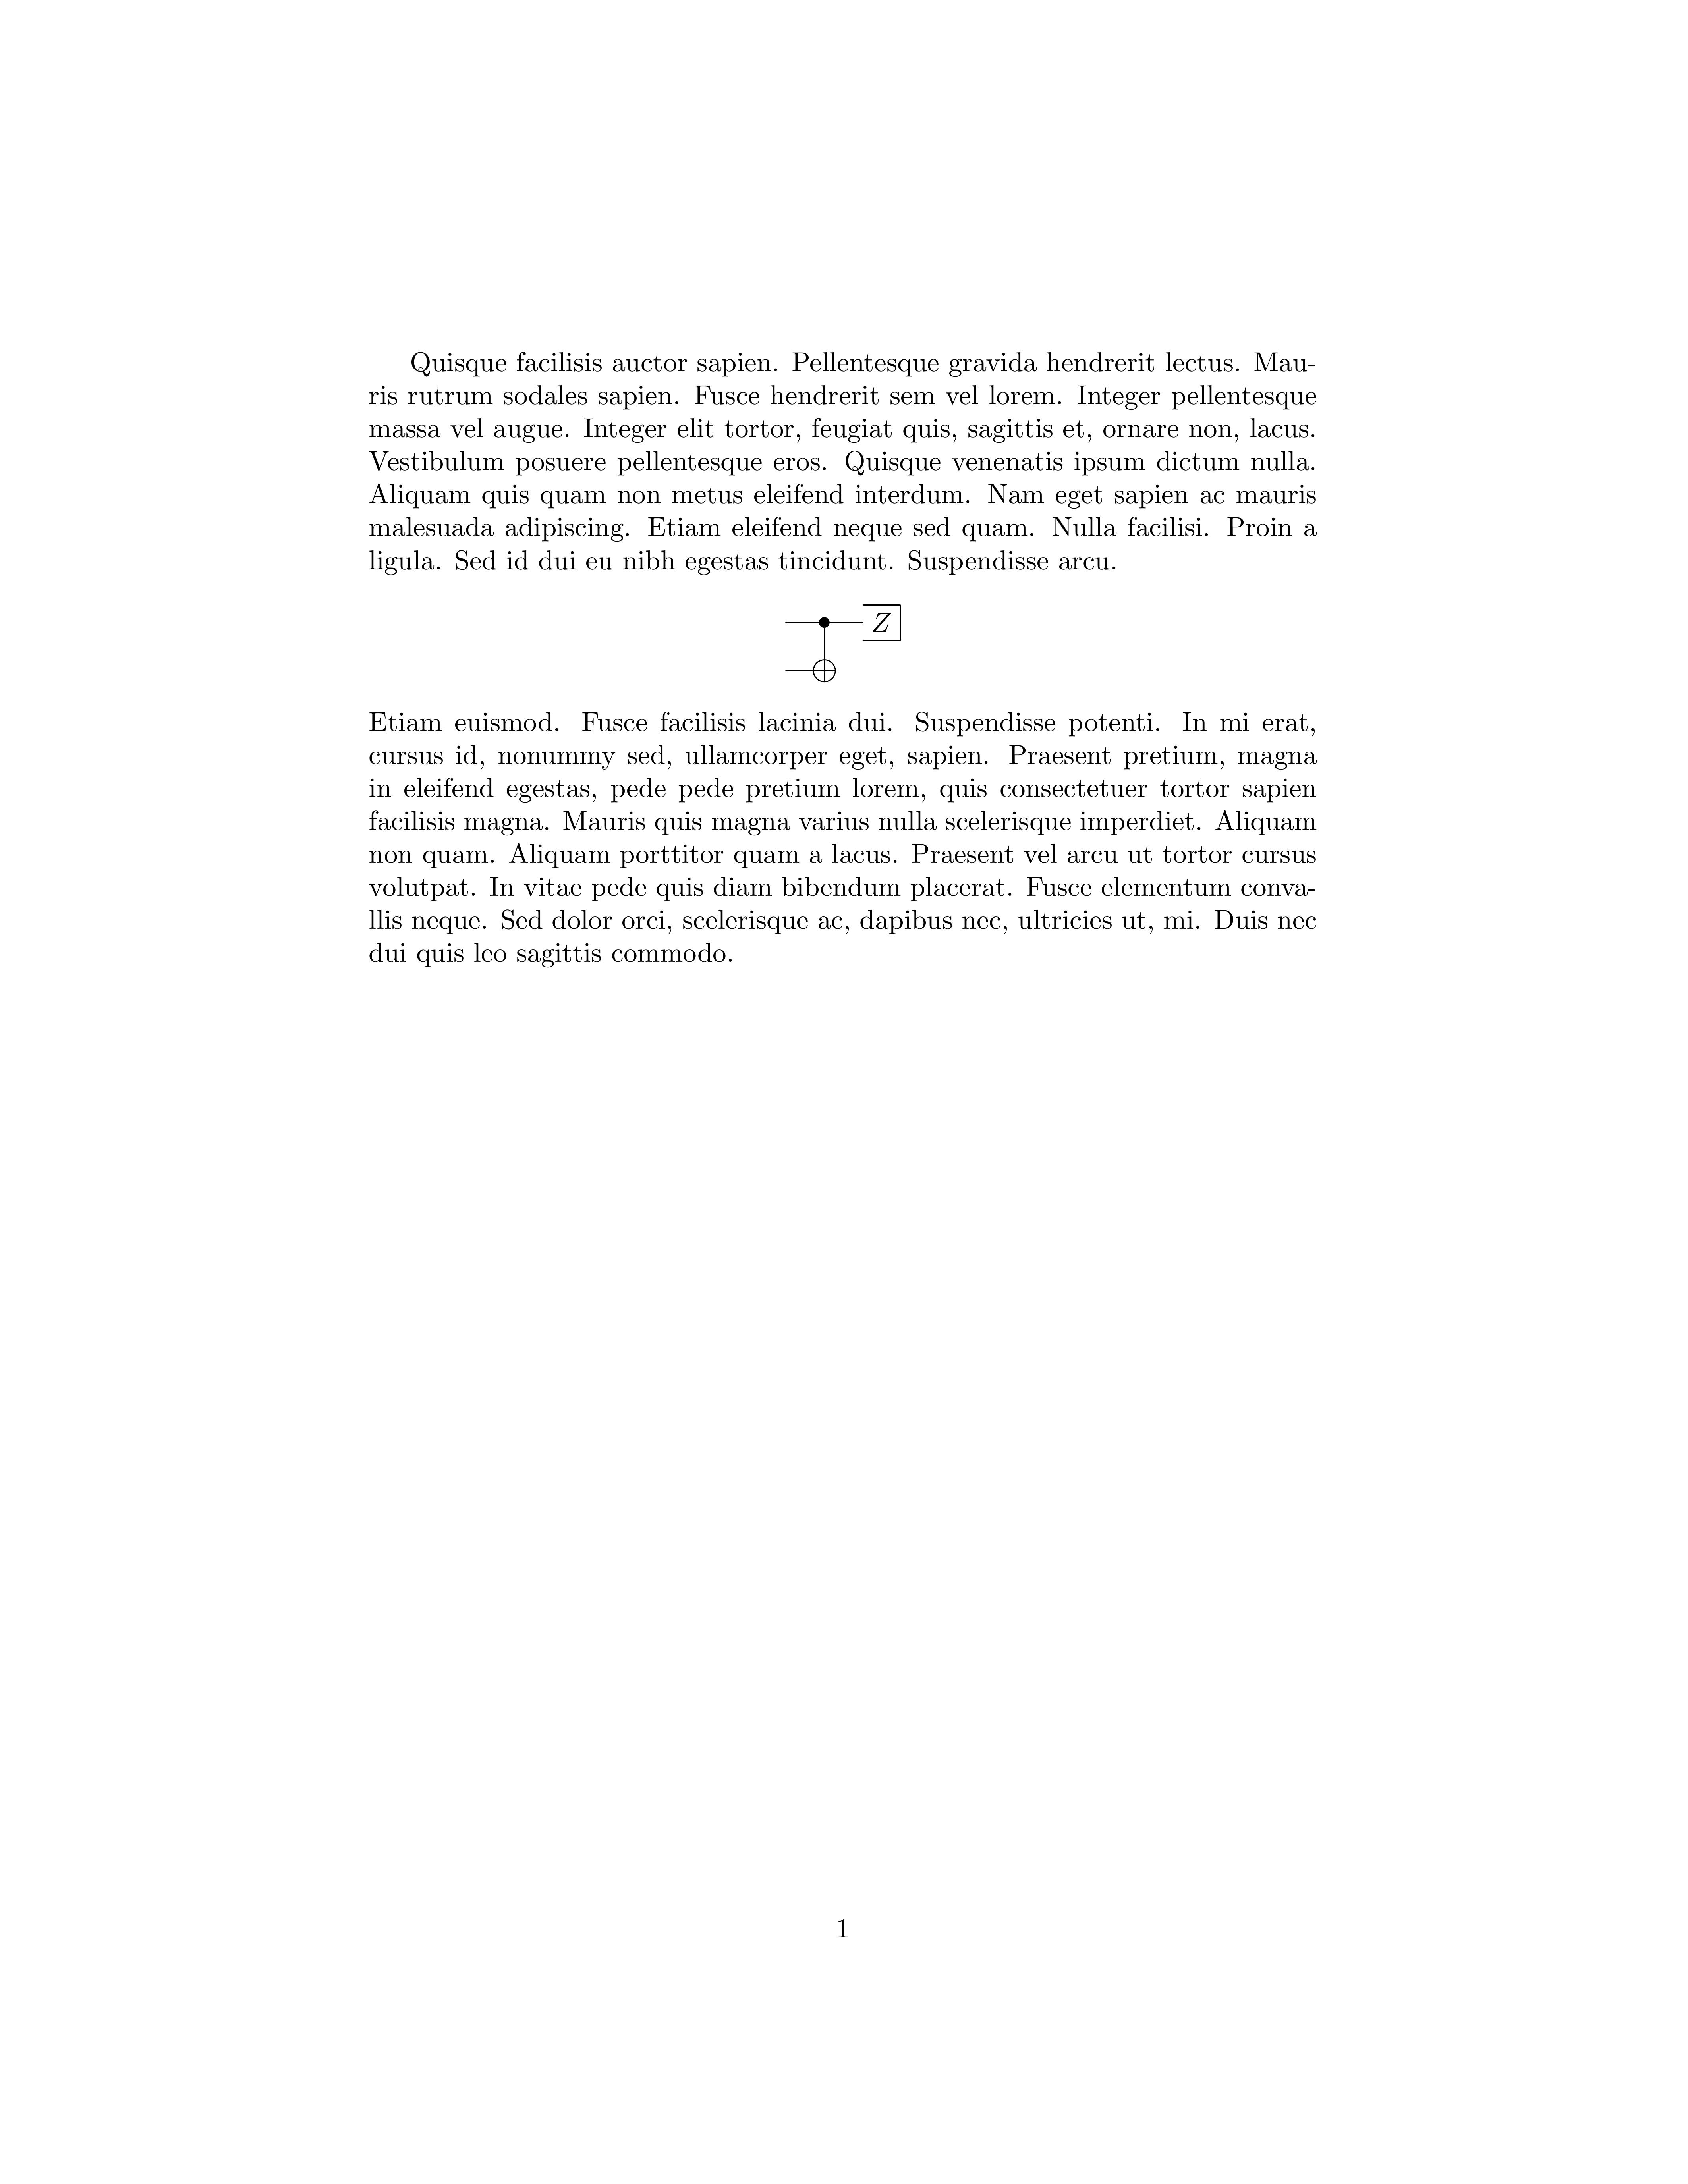 Quisque facilisis auctor sapien. Pellentesque gravida hendrerit lectus. Mau-
ris rutrum sodales sapien. Fusce hendrerit sem vel lorem. Integer pellentesque
massa vel augue. Integer elit tortor, feugiat quis, sagittis et, ornare non, lacus.
Vestibulum posuere pellentesque eros. Quisque venenatis ipsum dictum nulla.
Aliquam quis quam non metus eleifend interdum. Nam eget sapien ac mauris
malesuada adipiscing. Etiam eleifend neque sed quam. Nulla facilisi. Proin a
ligula. Sed id dui eu nibh egestas tincidunt. Suspendisse arcu.
Z
Etiam euismod. Fusce facilisis lacinia dui. Suspendisse potenti. In mi erat,
cursus id, nonummy sed, ullamcorper eget, sapien. Praesent pretium, magna
in eleifend egestas, pede pede pretium lorem, quis consectetuer tortor sapien
facilisis magna. Mauris quis magna varius nulla scelerisque imperdiet. Aliquam
non quam. Aliquam porttitor quam a lacus. Praesent vel arcu ut tortor cursus
volutpat. In vitae pede quis diam bibendum placerat. Fusce elementum conva-
llis neque. Sed dolor orci, scelerisque ac, dapibus nec, ultricies ut, mi. Duis nec
dui quis leo sagittis commodo.
1